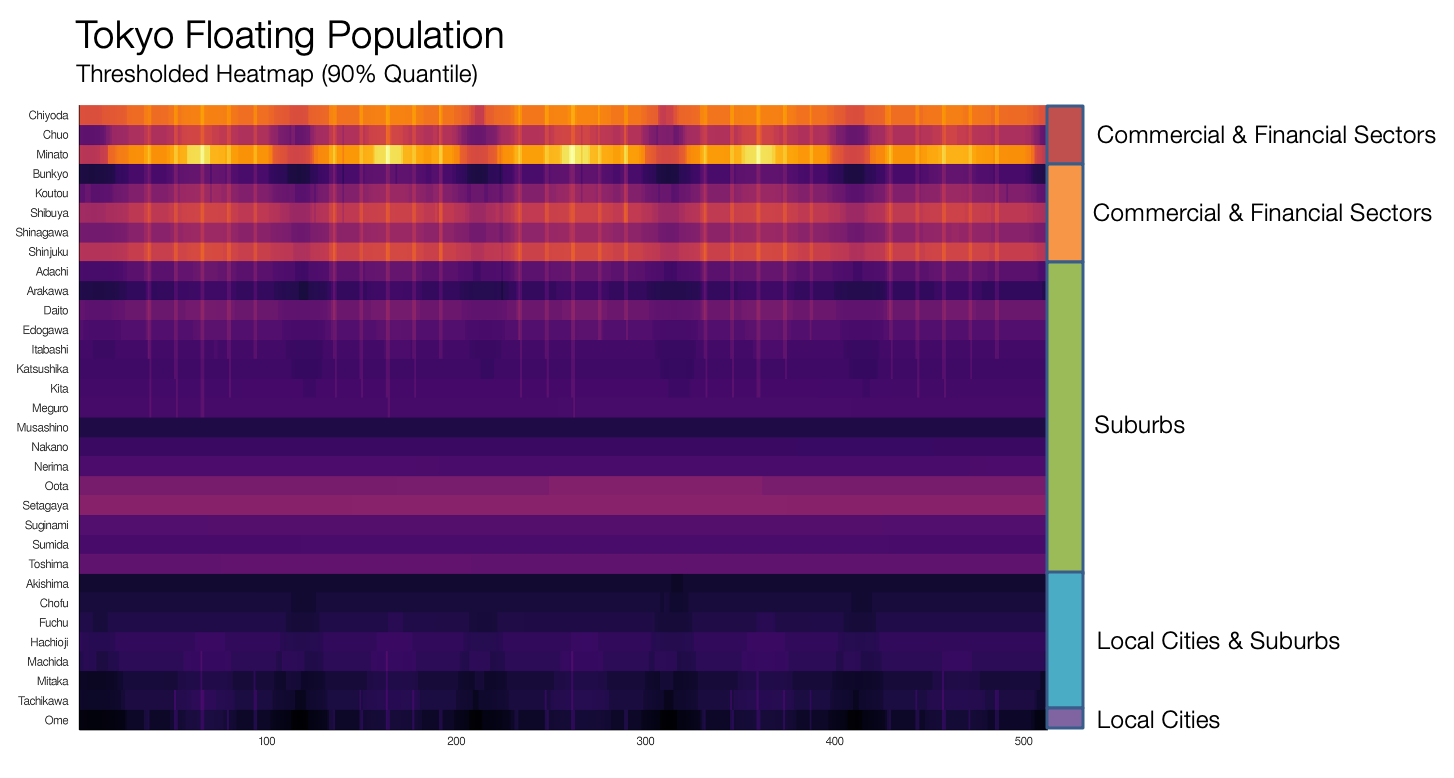 Tokyo Floating Population
Thresholded Heatmap (90% Quantile)
Chiyoda
Chuo
Minato
Bunkyo
Koutou
Shibuya
Shinagawa
Shinjuku
Adachi
Arakawa
Daito
Edogawa
Itabashi
Katsushika
Kita
Meguro
Musashino
Nakano
Nerima
Oota
Setagaya
Suginami
Sumida
Toshima
Akishima
Chofu
Fuchu
Hachioji
Machida
Mitaka
Tachikawa
Ome
100 200 300 400 500
Commercial & Financial Sectors
Commercial & Financial Sectors
Suburbs
Local Cities & Suburbs
Local Cities